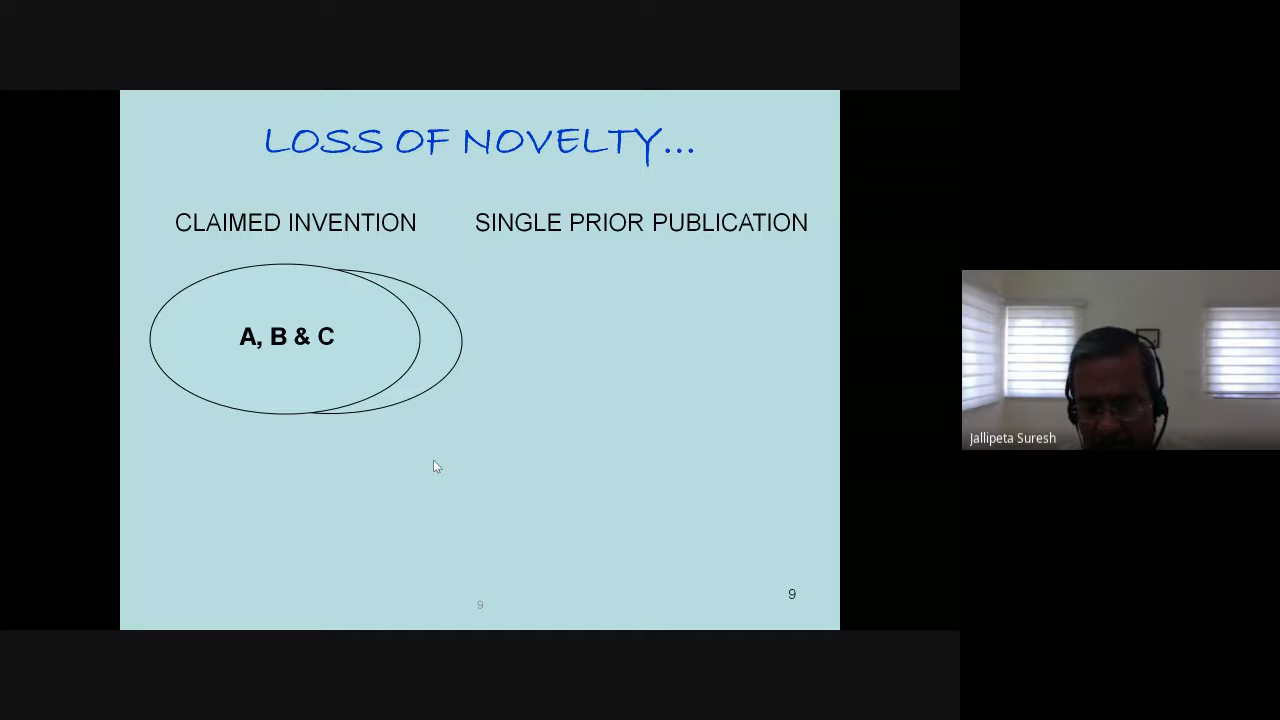 LOSS OF NOVELTY...
CLAIMED INVENTION
SINGLE PRIOR PUBLICATION
A, B & C
Jallipeta Suresh
9
9